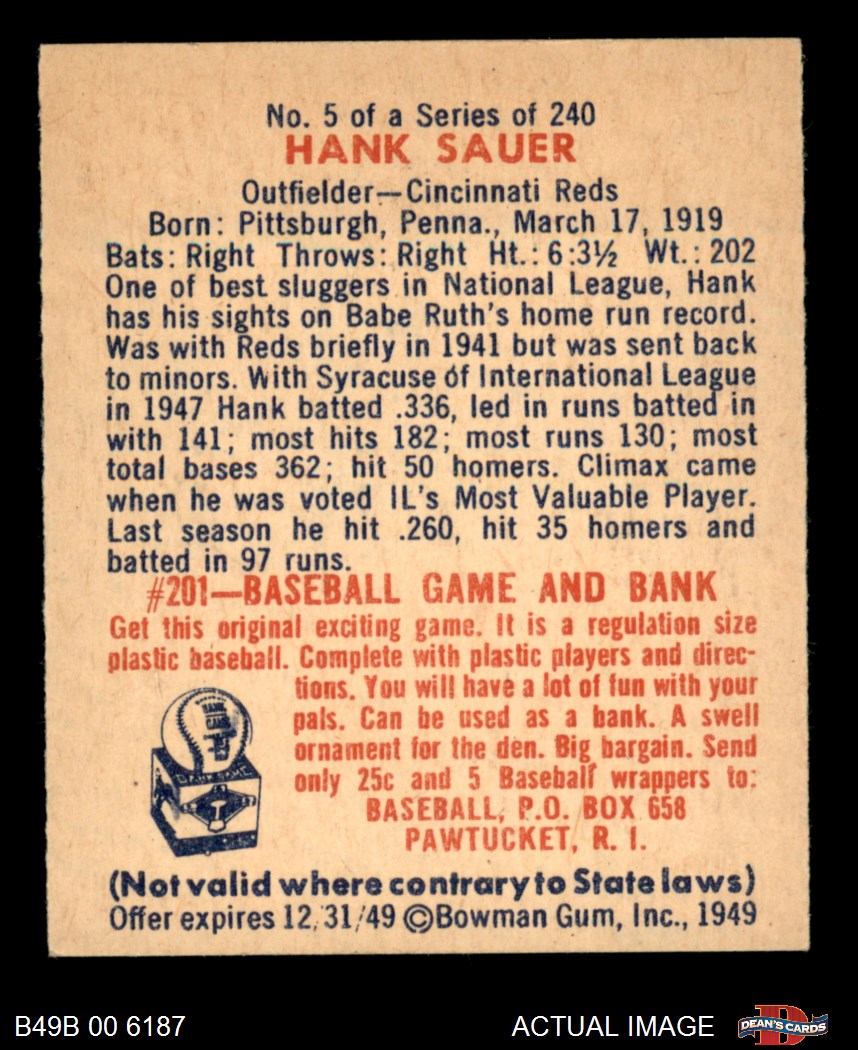 No. 5 of a Series of 240
HANK SAUER
Outfielder—Cincinnati Reds
Born: Pittsburgh, Penna., March 17, 1919
Bats: Right Throws: Right Ht.: 6:3½ Wt.: 202
One of best sluggers in National League, Hank
has his sights on Babe Ruth's home run record.
Was with Reds briefly in 1941 but was sent back
to minors. With Syracuse of International League
in 1947 Hank batted .336, led in runs batted in
with 141; most hits 182; most runs 130; most
total bases 362; hit 50 homers. Climax came
when he was voted IL's Most Valuable Player.
Last season he hit .260, hit 35 homers and
batted in 97 runs.
#201—BASEBALL GAME AND BANK
Get this original exciting game. It is a regulation size
plastic baseball. Complete with plastic players and direc-
tions. You will have a lot of fun with your
pals. Can be used as a bank. A swell
ornament for the den. Big bargain. Send
only 25c and 5 Baseball wrappers to:
BASEBALL, P.O. BOX 658
PAWTUCKET, R. I.
(Not valid where contrary to State laws)
Offer expires 12/31/49 ©Bowman Gum, Inc., 1949
B49B 00 6187
ACTUAL IMAGE
DEAN'S CARDS